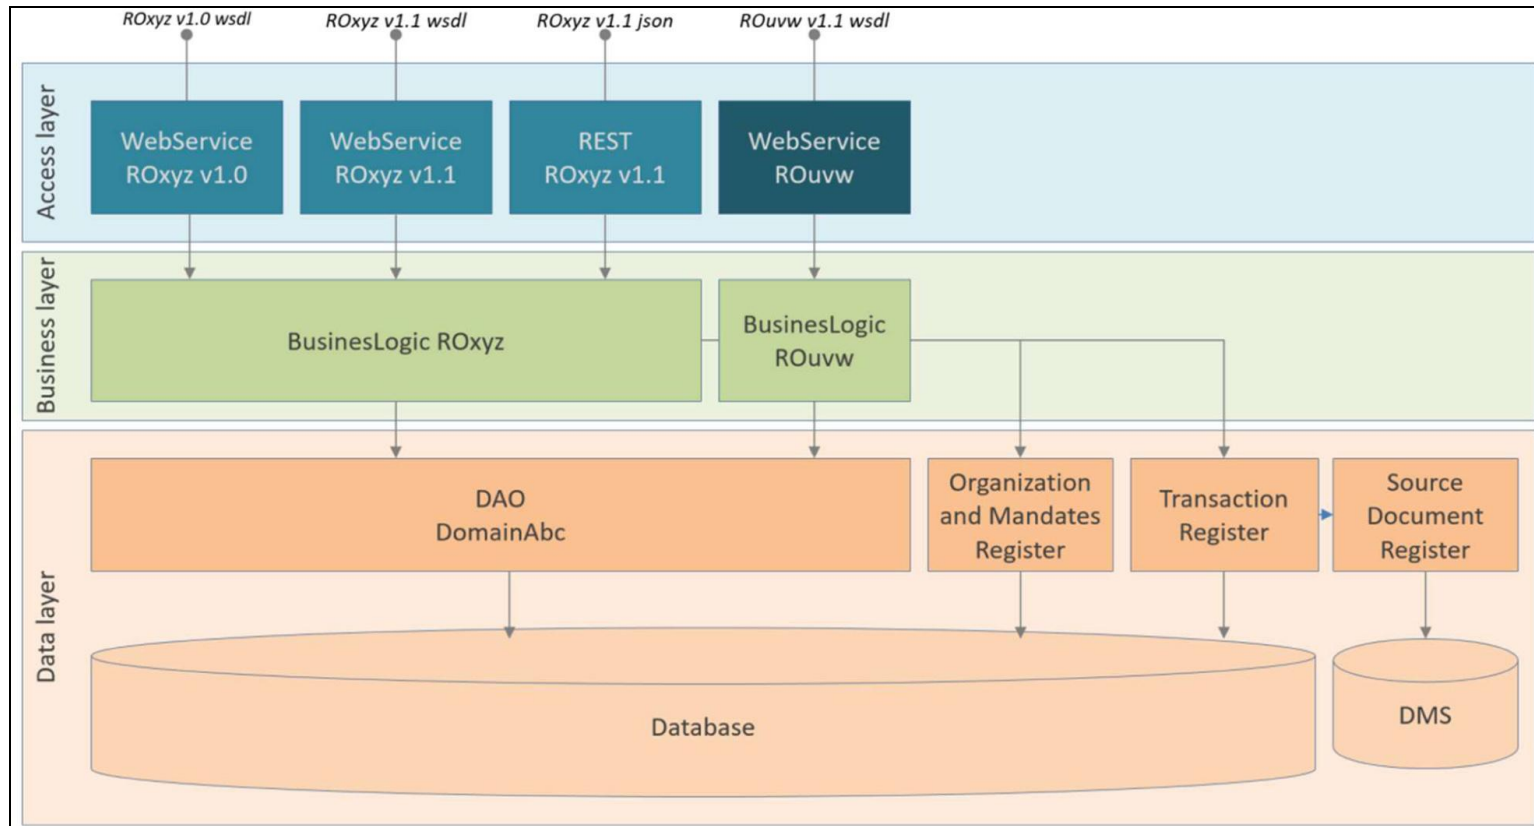 ROxyz v1.0 wsdl
ROxyz v1.1 wsdl
ROxyz v1.1 json
ROuvw v1.1 wsdl
Access layer
WebService
ROxyz v1.0
WebService
ROxyz v1.1
REST
ROxyz v1.1
WebService
ROuvw
Business layer
BusinesLogic ROxyz
BusinesLogic
ROuvw
Data layer
DAO
DomainAbc
Organization
and Mandates
Register
Transaction
Register
Source
Document
Register
Database
DMS